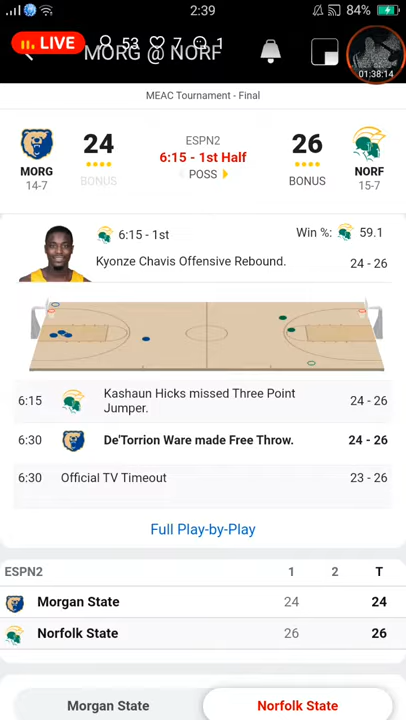 2:39
84%
LIVE 53 7 1
MORG @ NORF
01:38:14
MEAC Tournament - Final
24
ESPN2
26
6:15 - 1st Half
MORG
NORF
14-7
BONUS
POSS
BONUS
15-7
6:15 - 1st
Win %: 59.1
Kyonze Chavis Offensive Rebound.
24 - 26
6:15
Kashaun Hicks missed Three Point
Jumper.
24 - 26
6:30
De'Torrion Ware made Free Throw.
24 - 26
6:30
Official TV Timeout
23 - 26
Full Play-by-Play
ESPN2 1 2 T
Morgan State 24 24
Norfolk State 26 26
Morgan State
Norfolk State